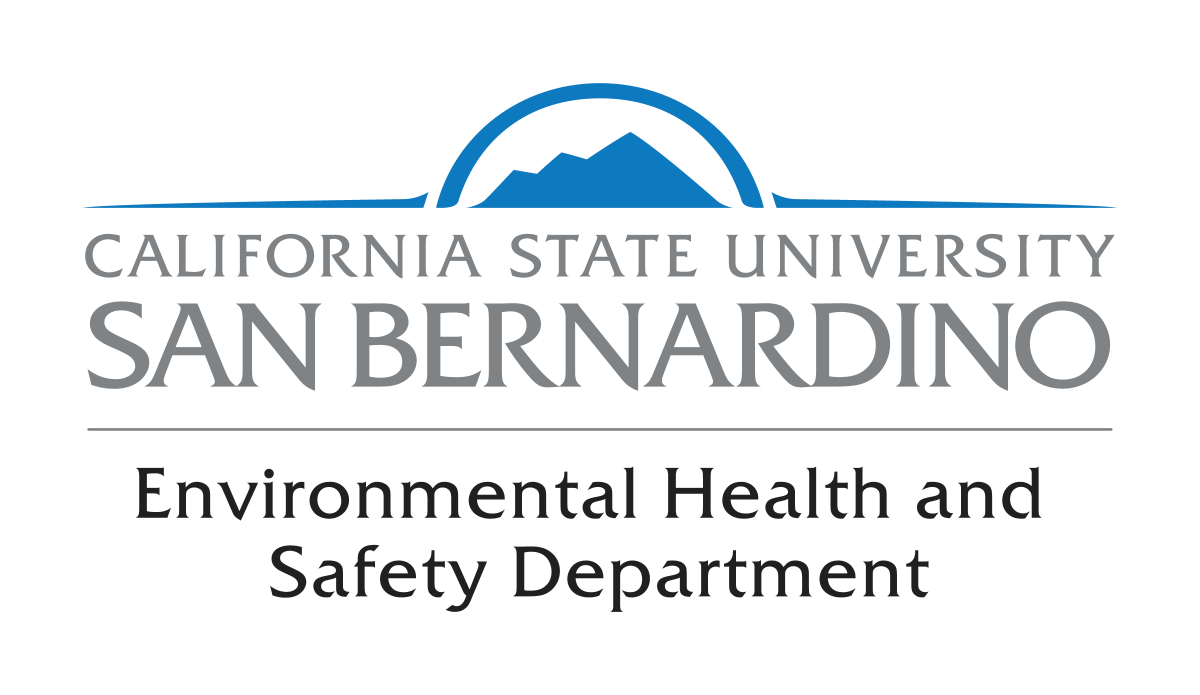 CALIFORNIA STATE UNIVERSITY
SAN BERNARDINO
Environmental Health and
Safety Department